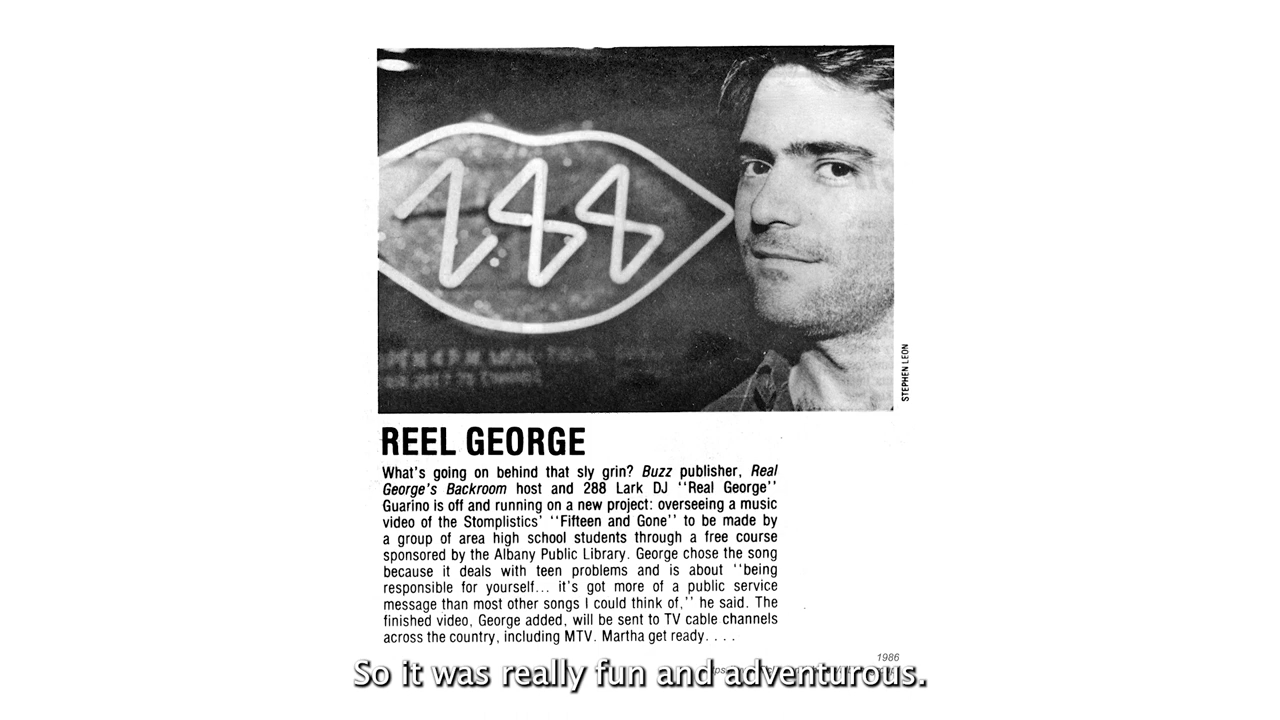 288
STEPHEN LEON
REEL GEORGE
What's going on behind that sly grin? Buzz publisher, Real
George's Backroom host and 288 Lark DJ ''Real George''
Guarino is off and running on a new project: overseeing a music
video of the Stomplistics' ''Fifteen and Gone'' to be made by
a group of area high school students through a free course
sponsored by the Albany Public Library. George chose the song
because it deals with teen problems and is about ''being
responsible for yourself... it's got more of a public service
message than most other songs I could think of,'' he said. The
finished video, George added, will be sent to TV cable channels
across the country, including MTV. Martha get ready. . . .
1986
So it was really fun and adventurous.